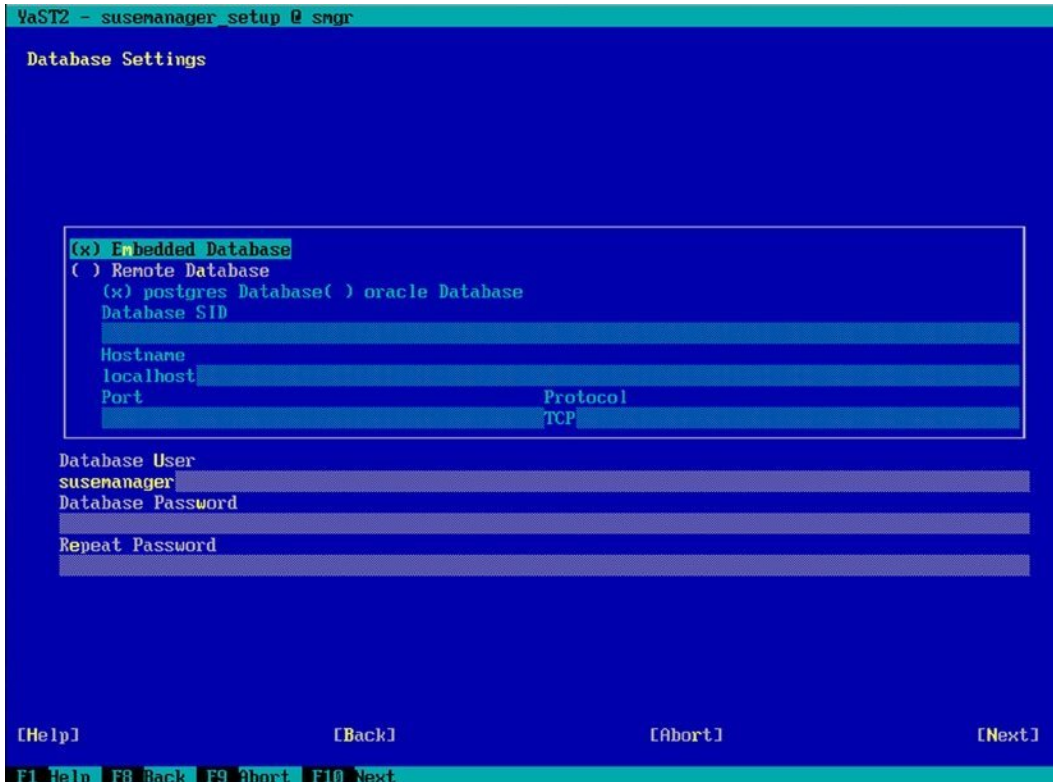 YaST2 - susemanager_setup @ smgr
Database Settings
(x) Embedded Database
( ) Remote Database
(x) postgres Database( ) oracle Database
Database SID
Hostname
localhost
Port Protocol
TCP
Database User
susemanager
Database Password
Repeat Password
[Help] [Back] [Abort] [Next]
F1 Help F8 Back F9 Abort F10 Next